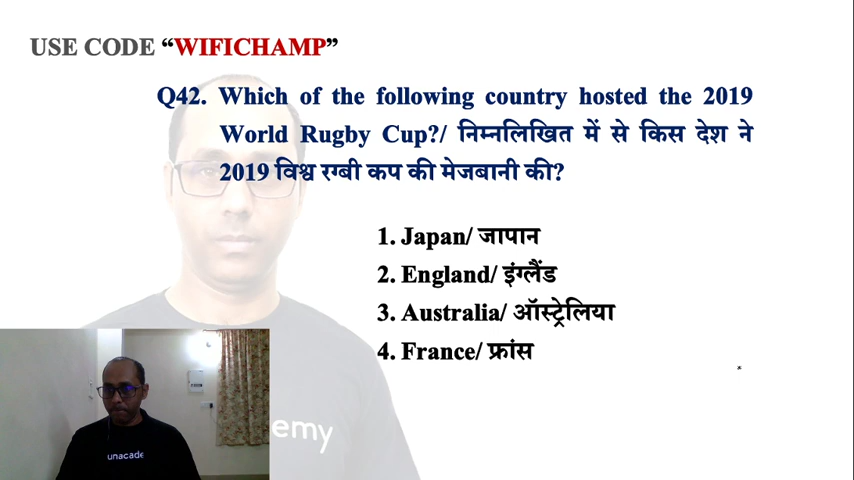 USE CODE “WIFICHAMP”
Q42. Which of the following country hosted the 2019
World Rugby Cup?/ निम्नलिखित में से किस देश ने
2019 विश्व रग्बी कप की मेजबानी की?
1. Japan/ जापान
2. England/ इंग्लैंड
3. Australia/ ऑस्ट्रेलिया
4. France/ फ्रांस
emy
unacade